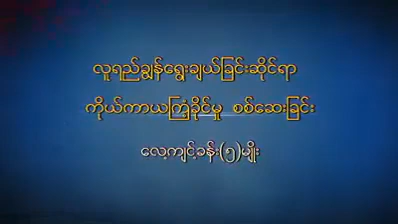 လူရည်ချွန်ရွေးချယ်ခြင်းဆိုင်ရာ
ကိုယ်ကာယကြံ့ခိုင်မှု စစ်ဆေးခြင်း
လေ့ကျင့်ခန်း(၅)မျိုး